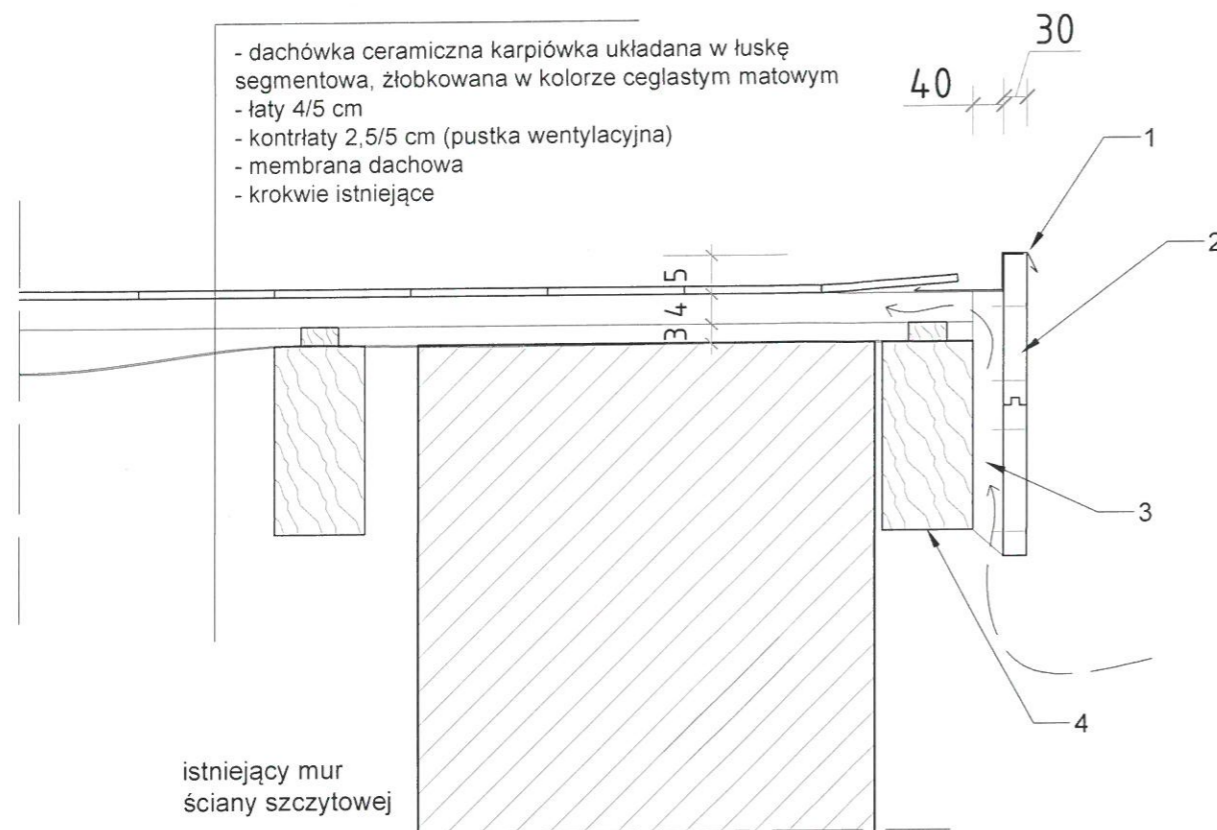 - dachówka ceramiczna karpiówka układana w łuskę
segmentowa, żłobkowana w kolorze ceglastym matowym
- łaty 4/5 cm
- kontrłaty 2,5/5 cm (pustka wentylacyjna)
- membrana dachowa
- krokwie istniejące
30
40
1
2
5
4
3
3
4
istniejący mur
ściany szczytowej